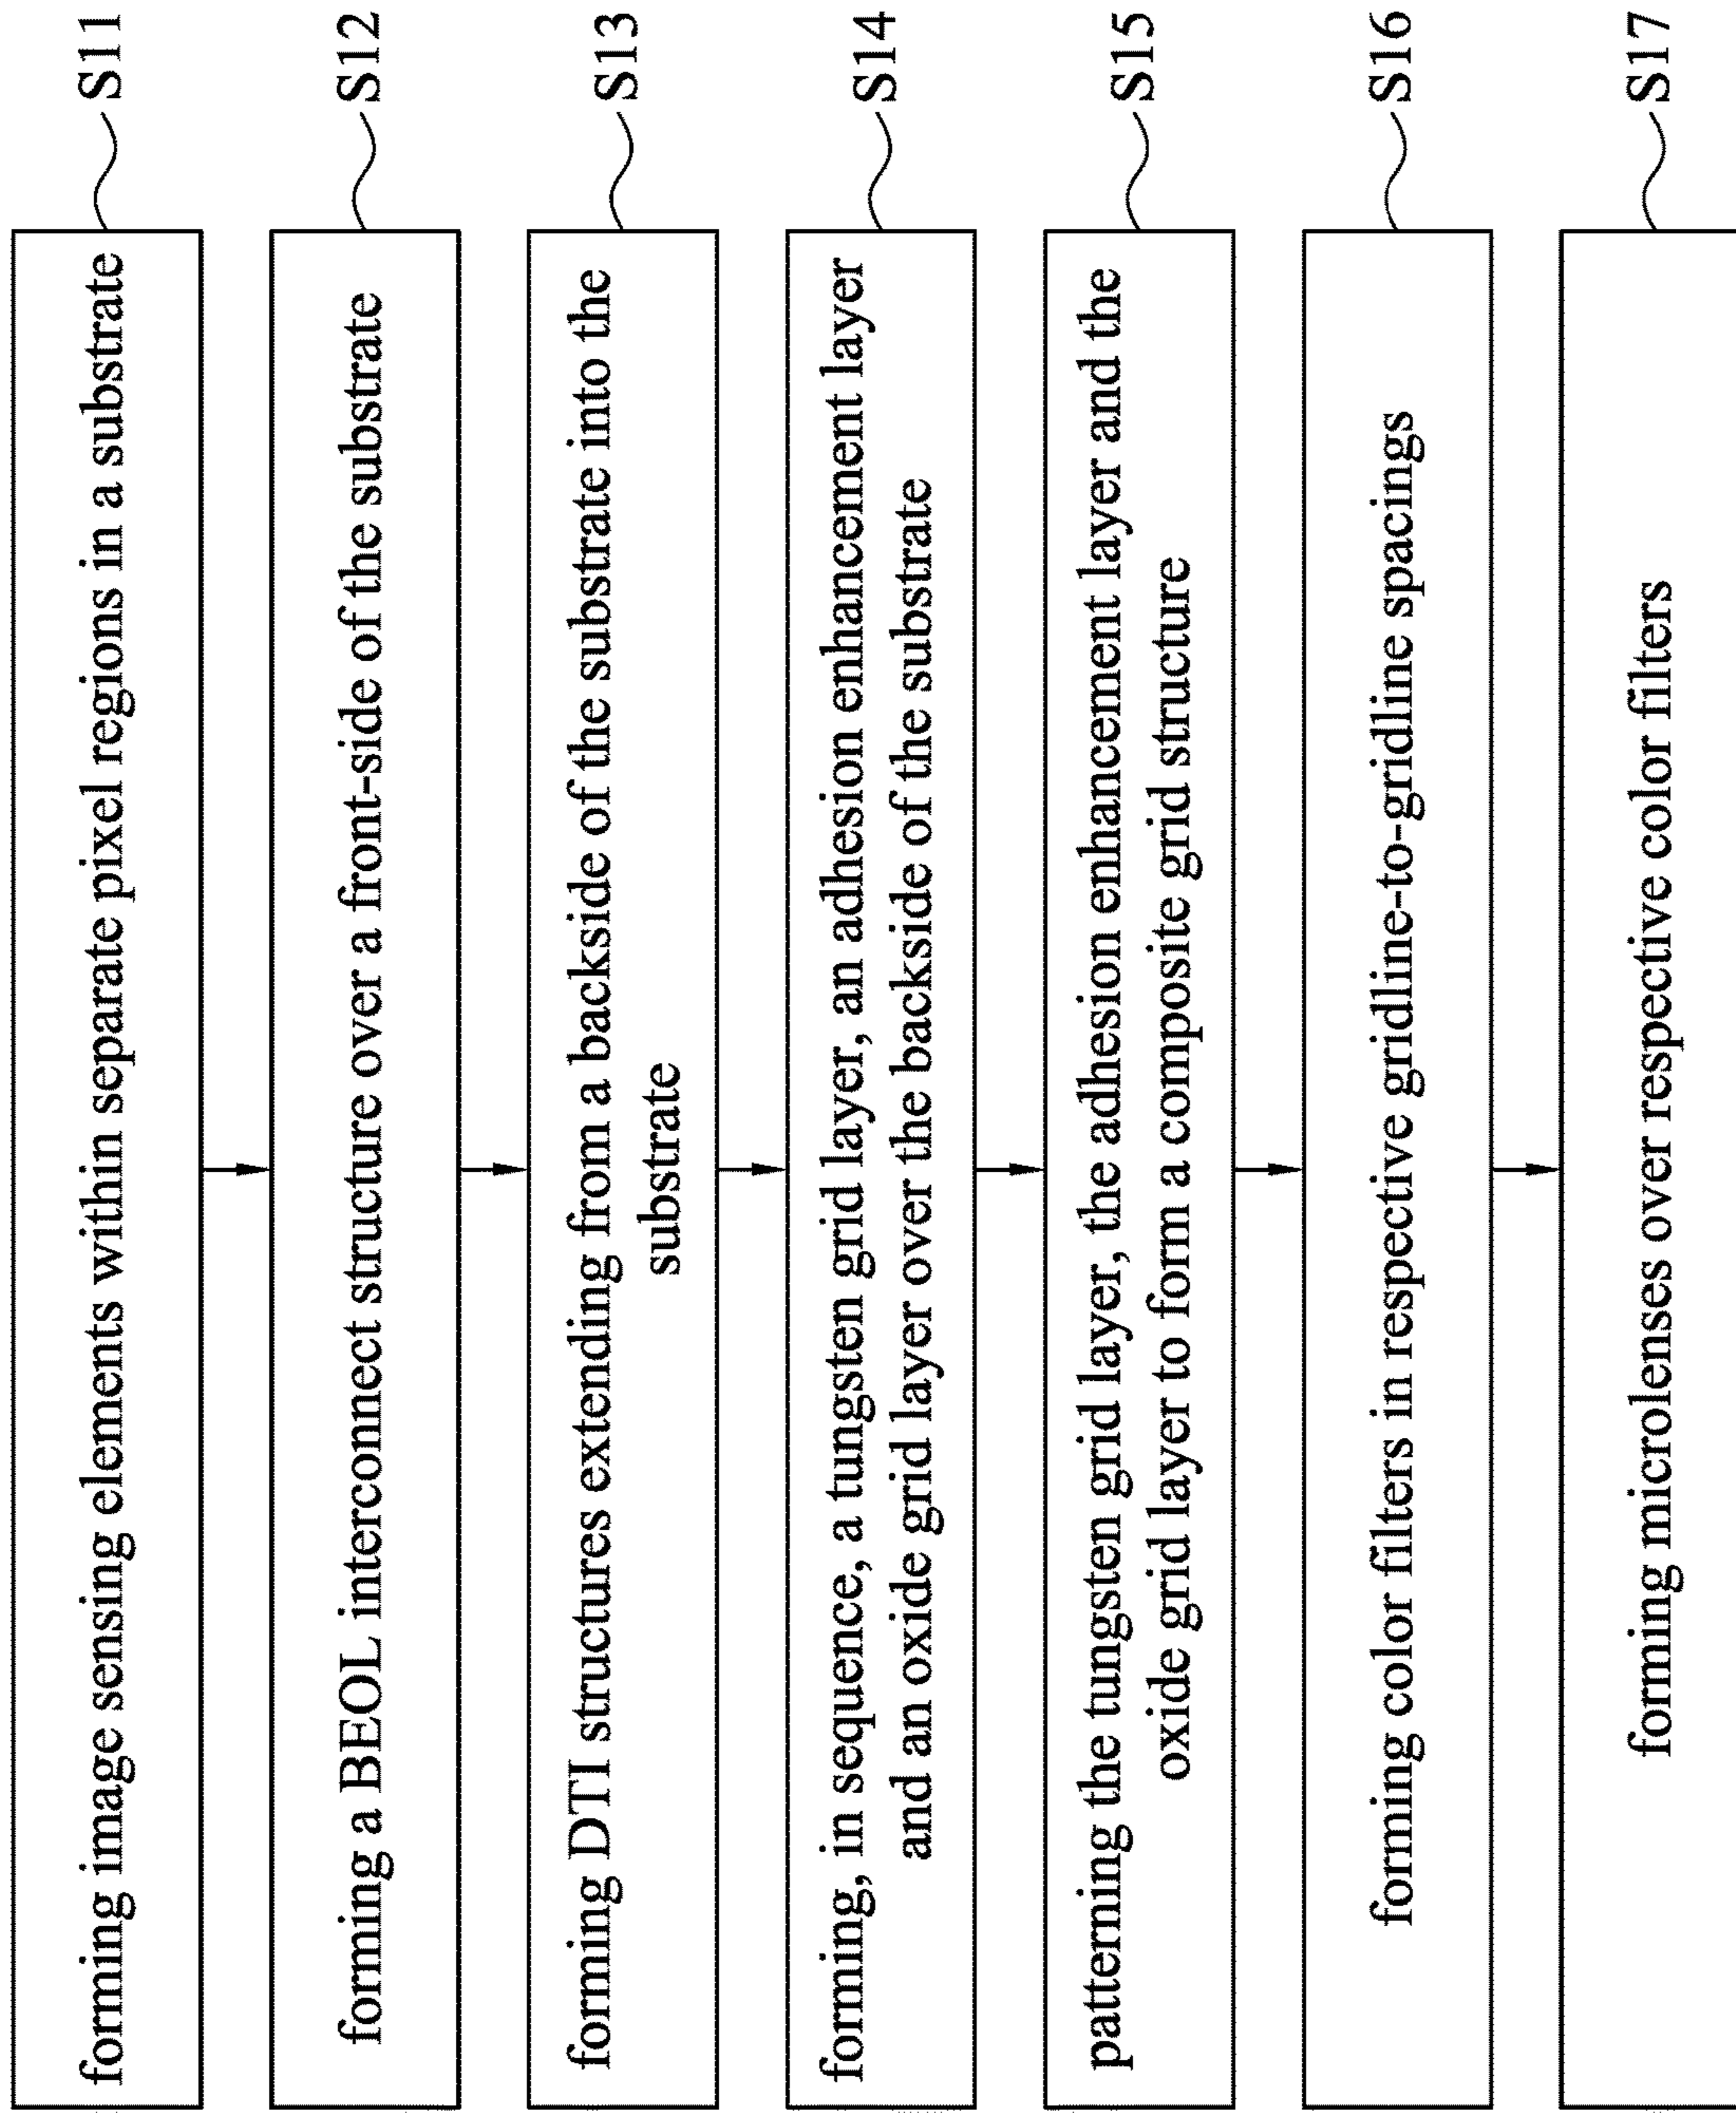 forming image sensing elements within separate pixel regions in a substrate
S11
forming a BEOL interconnect structure over a front-side of the substrate
S12
forming DTI structures extending from a backside of the substrate into the
substrate
S13
forming, in sequence, a tungsten grid layer, an adhesion enhancement layer
and an oxide grid layer over the backside of the substrate
S14
patterning the tungsten grid layer, the adhesion enhancement layer and the
oxide grid layer to form a composite grid structure
S15
forming color filters in respective gridline-to-gridline spacings
S16
forming microlenses over respective color filters
S17